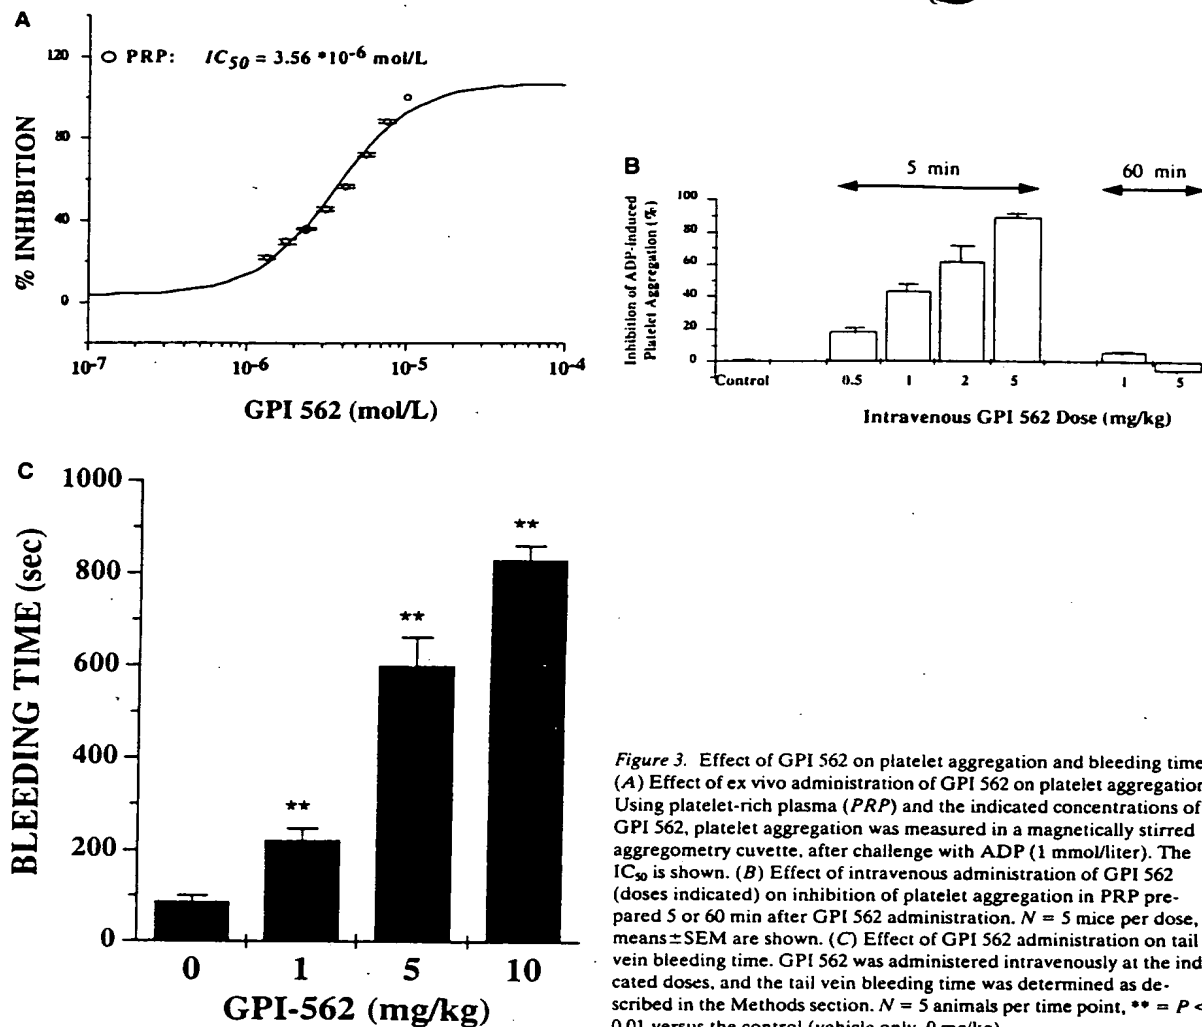 A
O PRP: IC50 = 3.56 *10-6 mol/L
120
80
40
0
% INHIBITION
10-7 10-6 10-5 10-4
GPI 562 (mol/L)
B
5 min 60 min
Inhibition of ADP-Induced
Platelet Aggregation (%)
100
80
60
40
20
0
Control 0.5 1 2 5 1 5
Intravenous GPI 562 Dose (mg/kg)
C
BLEEDING TIME (sec)
1000
800
600
400
200
0
** ** **
0 1 5 10
GPI-562 (mg/kg)
Figure 3. Effect of GPI 562 on platelet aggregation and bleeding time
(A) Effect of ex vivo administration of GPI 562 on platelet aggregation
Using platelet-rich plasma (PRP) and the indicated concentrations of
GPI 562, platelet aggregation was measured in a magnetically stirred
aggregometry cuvette, after challenge with ADP (1 mmol/liter). The
IC50 is shown. (B) Effect of intravenous administration of GPI 562
(doses indicated) on inhibition of platelet aggregation in PRP pre-
pared 5 or 60 min after GPI 562 administration. N = 5 mice per dose,
means±SEM are shown. (C) Effect of GPI 562 administration on tail
vein bleeding time. GPI 562 was administered intravenously at the ind
cated doses, and the tail vein bleeding time was determined as de-
scribed in the Methods section. N = 5 animals per time point, ** = P <
0.01 versus the control (vehicle only, 0 mg/kg)